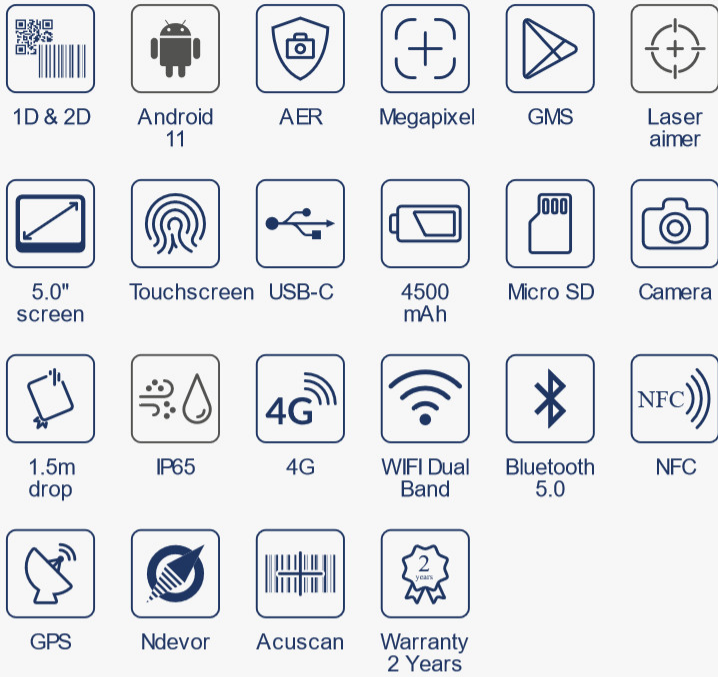 1D & 2D
Android
11
AER
Megapixel
GMS
Laser
aimer
5.0"
screen
Touchscreen
USB-C
4500
mAh
Micro SD
Camera
4G
NFC
1.5m
drop
IP65
4G
WIFI Dual
Band
Bluetooth
5.0
NFC
2
years
GPS
Ndevor
Acuscan
Warranty
2 Years